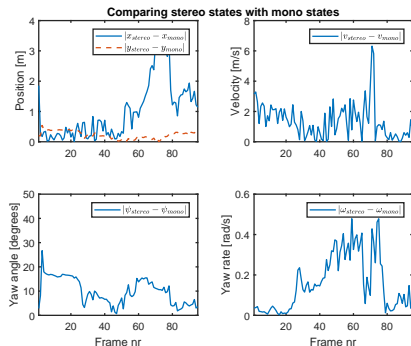 Comparing stereo states with mono states
|x_stereo − x_mono|
|y_stereo − y_mono|
Position [m]
4
3
2
1
0
20 40 60 80
|v_stereo − v_mono|
Velocity [m/s]
8
6
4
2
0
20 40 60 80
|ψ_stereo − ψ_mono|
Yaw angle [degrees]
50
40
30
20
10
0
20 40 60 80
Frame nr
|ω_stereo − ω_mono|
Yaw rate [rad/s]
0.6
0.4
0.2
0
20 40 60 80
Frame nr